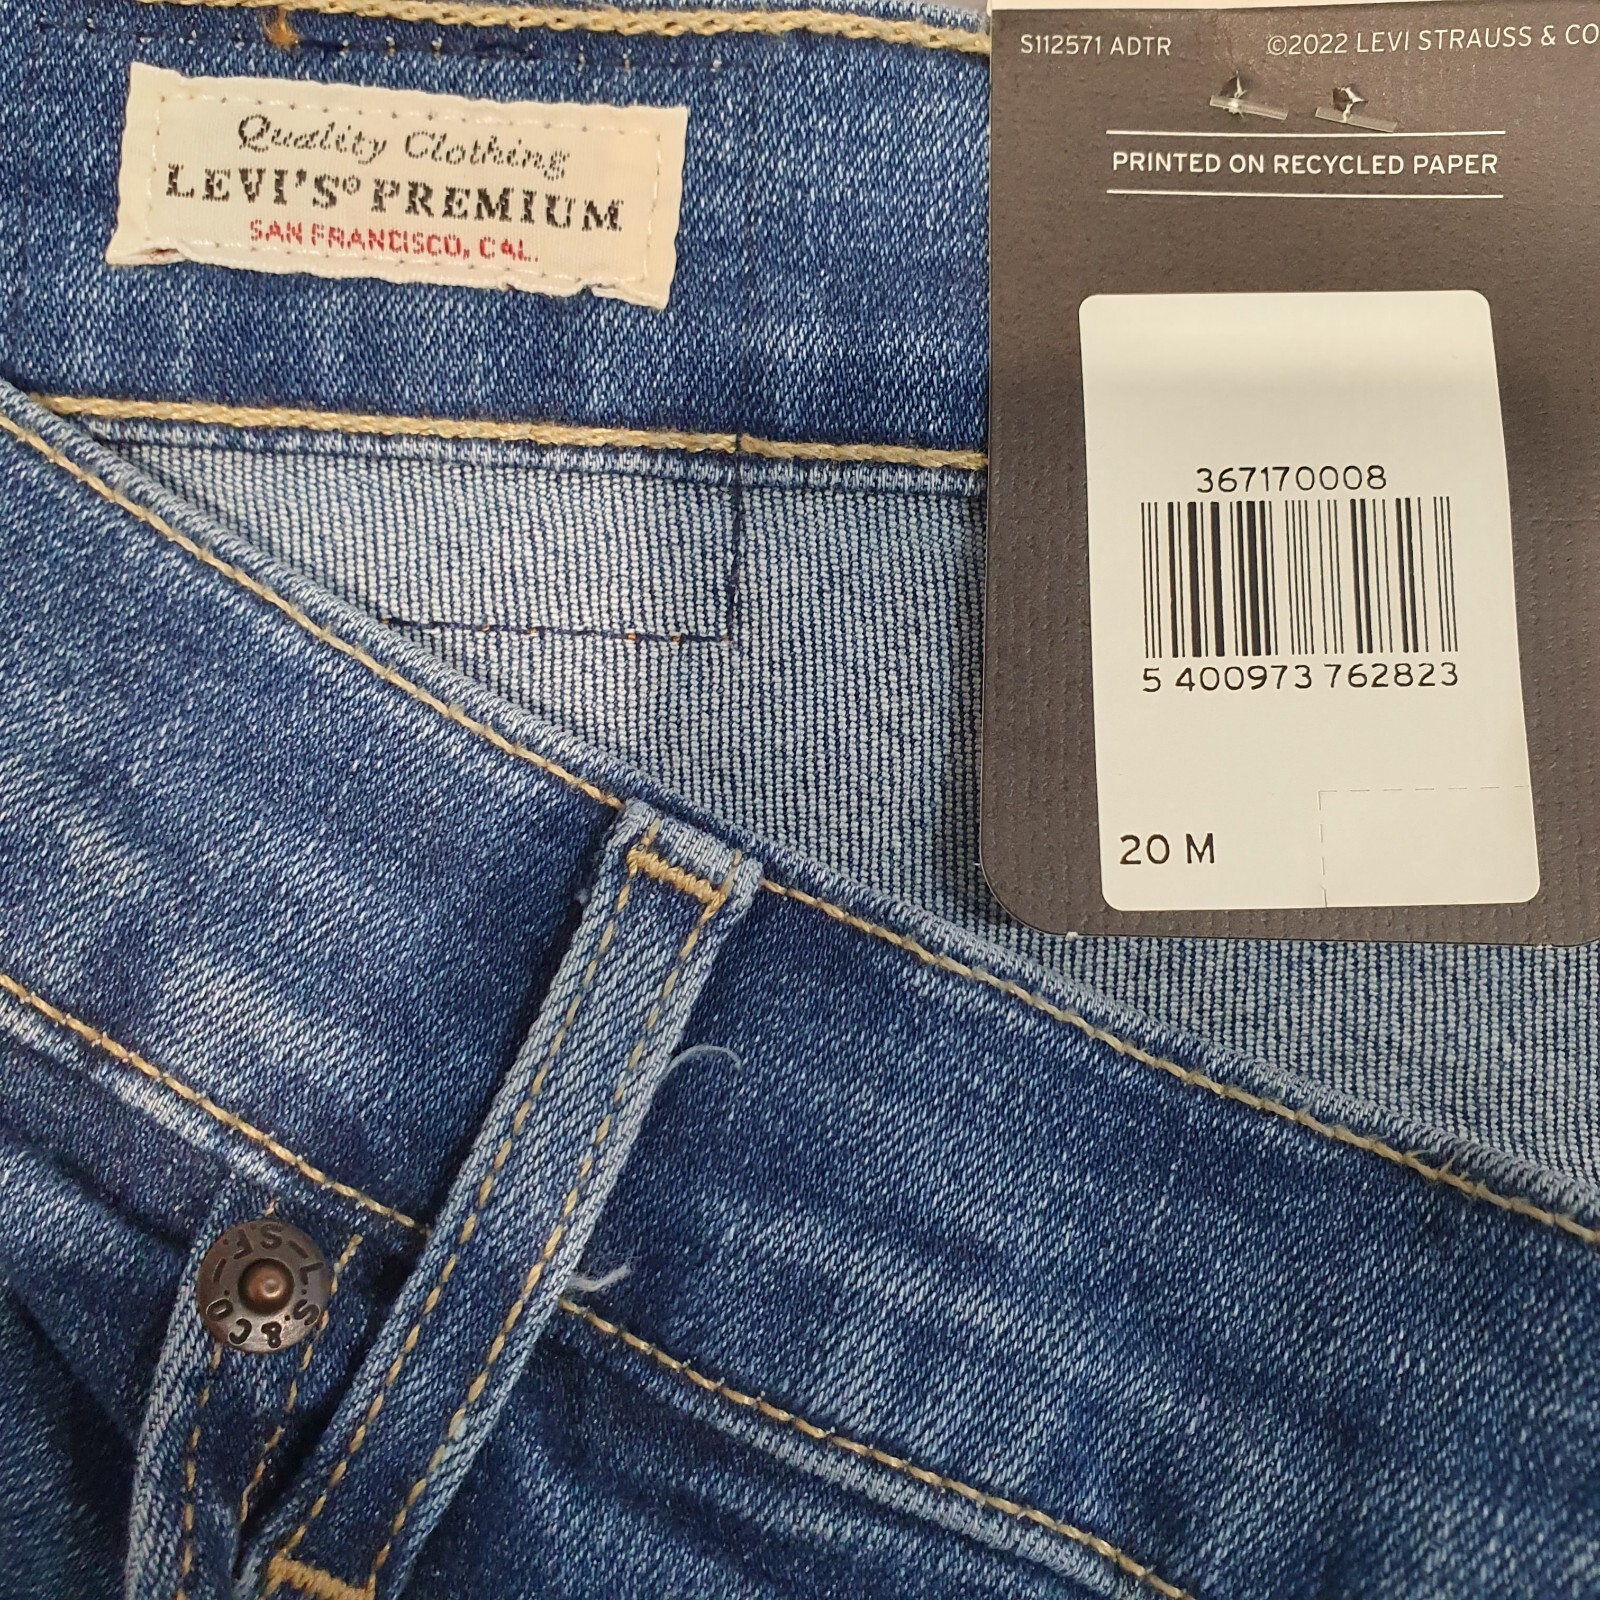 Quality Clothing
LEVI'S® PREMIUM
SAN FRANCISCO, CAL.
S112571 ADTR
©2022 LEVI STRAUSS & CO
PRINTED ON RECYCLED PAPER
367170008
5 400973 762823
20 M
L.S.&CO.–S.F.–